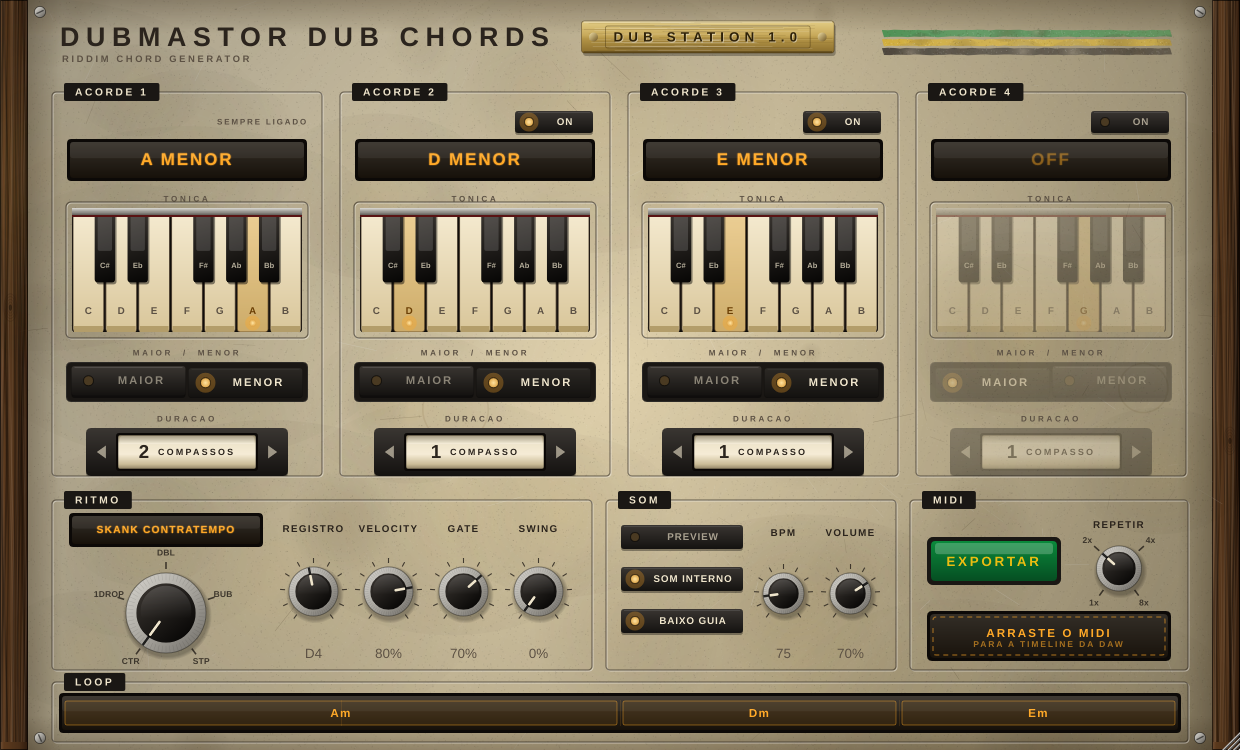 DUBMASTOR DUB CHORDS
RIDDIM CHORD GENERATOR
DUB STATION 1.0
ACORDE 1
SEMPRE LIGADO
A MENOR
TONICA
C# Eb F# Ab Bb
C D E F G A B
MAIOR / MENOR
MAIOR MENOR
DURACAO
2 COMPASSOS
ACORDE 2
ON
D MENOR
TONICA
C# Eb F# Ab Bb
C D E F G A B
MAIOR / MENOR
MAIOR MENOR
DURACAO
1 COMPASSO
ACORDE 3
ON
E MENOR
TONICA
C# Eb F# Ab Bb
C D E F G A B
MAIOR / MENOR
MAIOR MENOR
DURACAO
1 COMPASSO
ACORDE 4
ON
OFF
TONICA
C# Eb F# Ab Bb
C D E F G A B
MAIOR / MENOR
MAIOR MENOR
DURACAO
1 COMPASSO
RITMO
SKANK CONTRATEMPO
DBL
1DROP BUB
CTR STP
REGISTRO VELOCITY GATE SWING
D4 80% 70% 0%
SOM
PREVIEW
SOM INTERNO
BAIXO GUIA
BPM VOLUME
75 70%
MIDI
EXPORTAR
REPETIR
2x 4x
1x 8x
ARRASTE O MIDI
PARA A TIMELINE DA DAW
LOOP
Am Dm Em